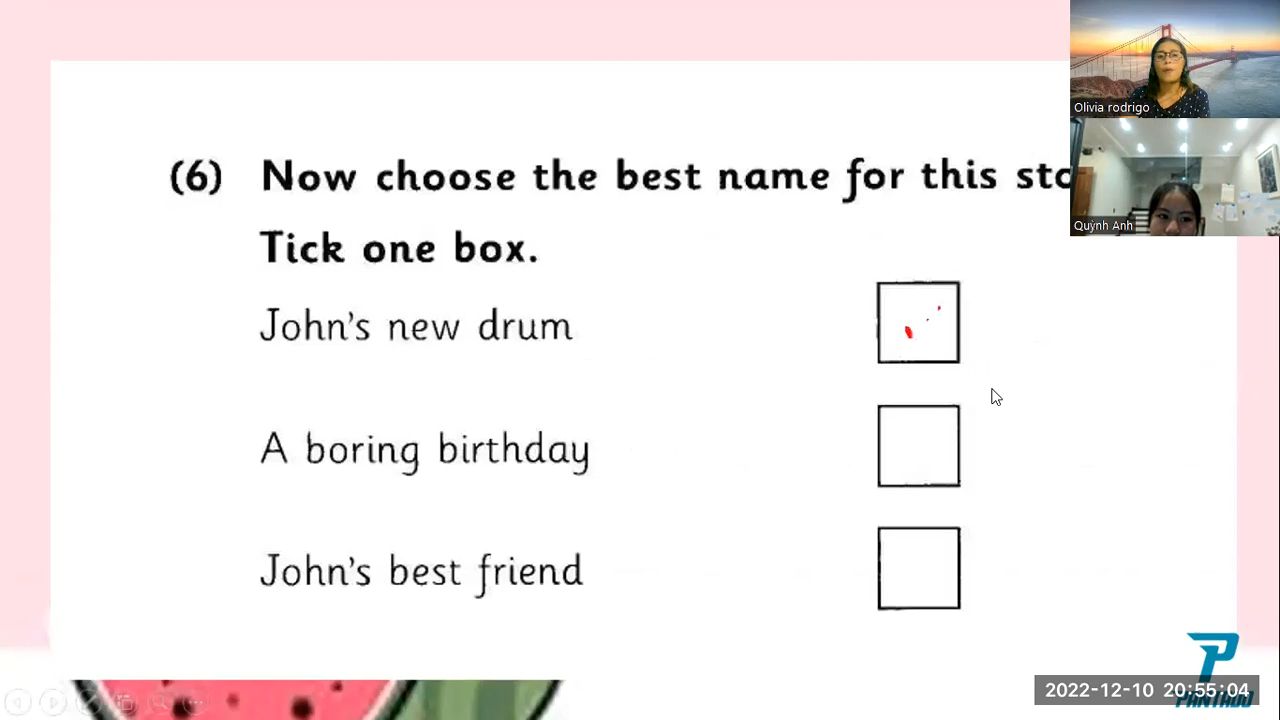 (6) Now choose the best name for this
Tick one box.
John's new drum
A boring birthday
John's best friend
Olivia rodrigo
Quỳnh Anh
2022-12-10 20:55:04
PANTADO